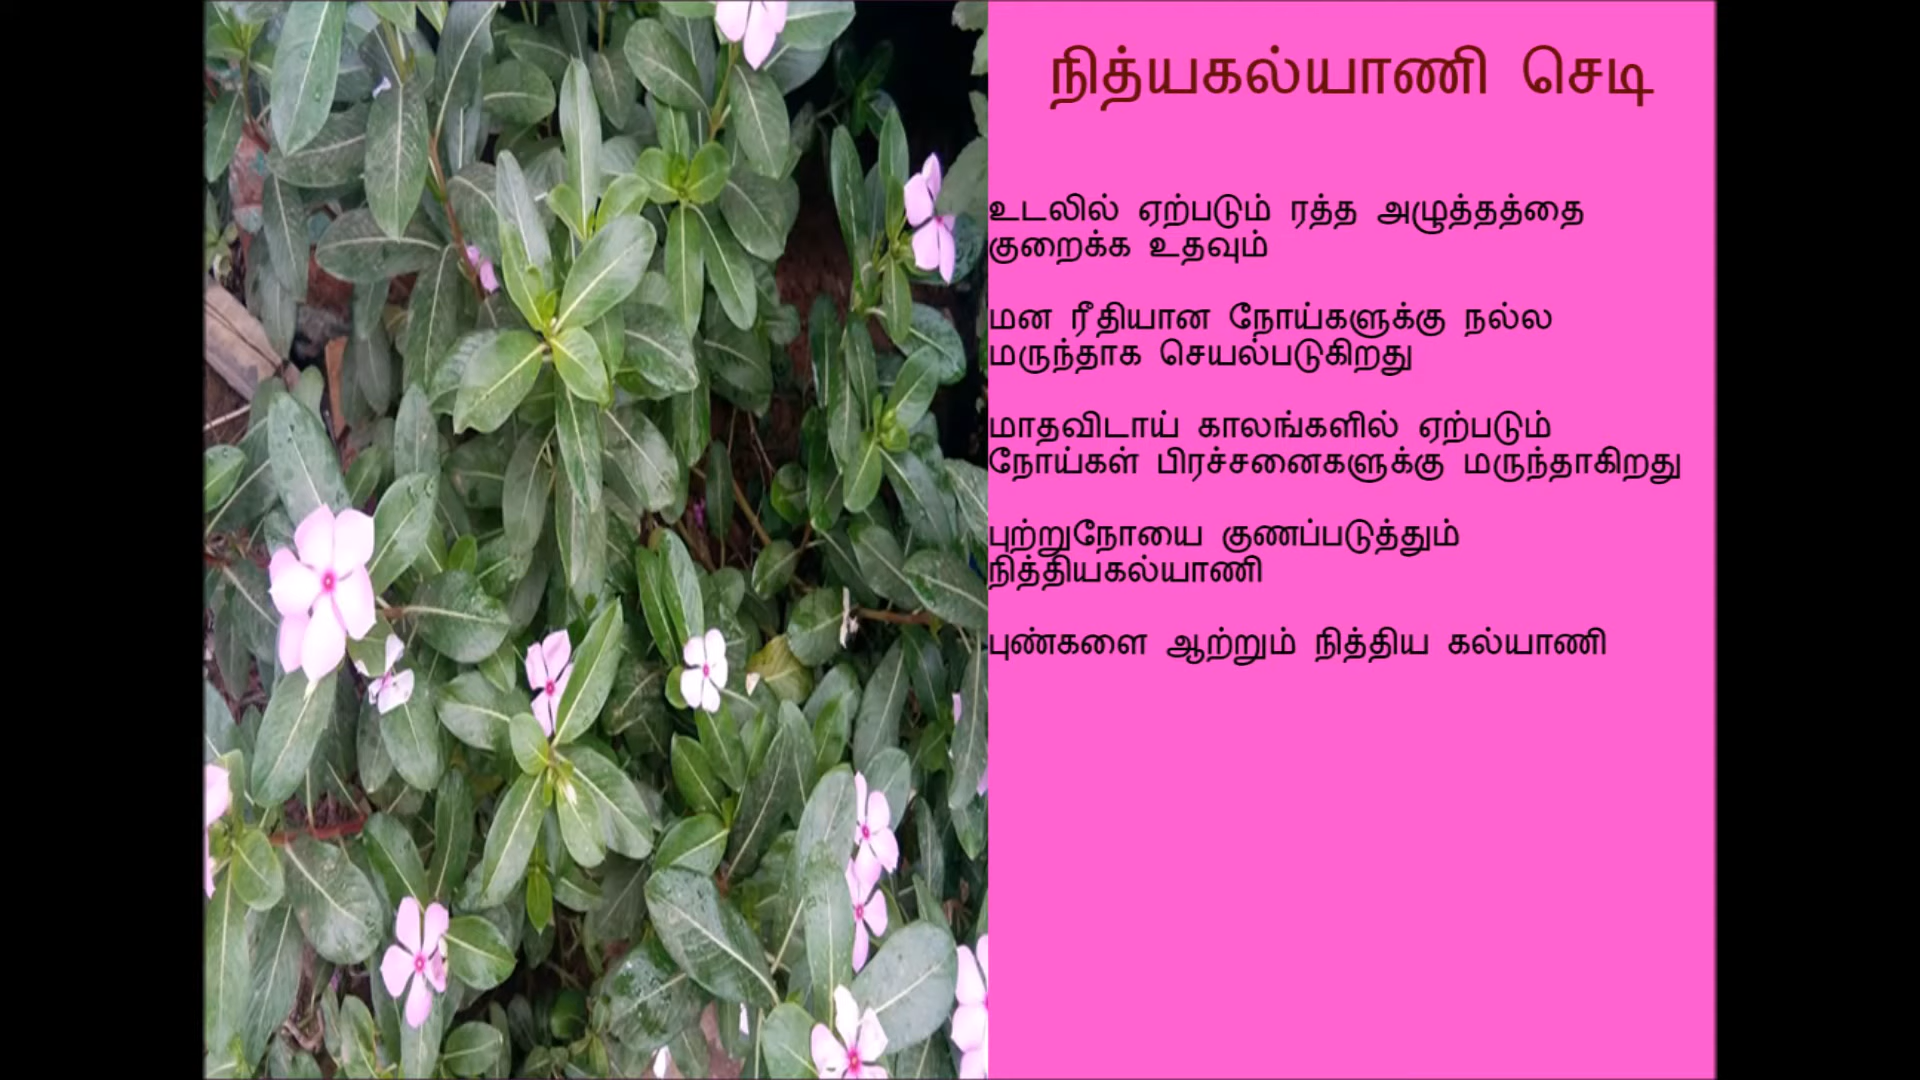 நித்யகல்யாணி செடி
உடலில் ஏற்படும் ரத்த அழுத்தத்தை
குறைக்க உதவும்
மன ரீதியான நோய்களுக்கு நல்ல
மருந்தாக செயல்படுகிறது
மாதவிடாய் காலங்களில் ஏற்படும்
நோய்கள் பிரச்சனைகளுக்கு மருந்தாகிறது
புற்றுநோயை குணப்படுத்தும்
நித்தியகல்யாணி
புண்களை ஆற்றும் நித்திய கல்யாணி